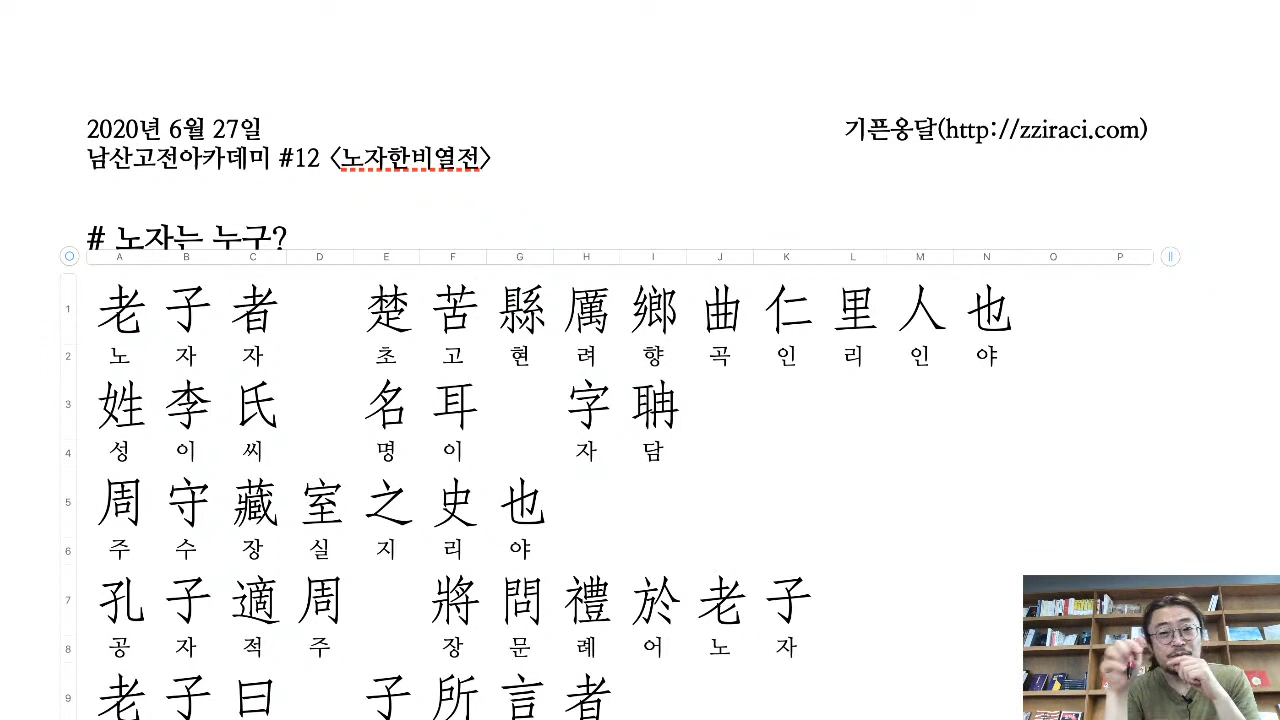 2020년 6월 27일
기픈옹달(http://zziraci.com)
남산고전아카데미 #12 <노자한비열전>
# 노자는 누구?
A B C D E F G H I J K L M N O P
1 老子者 楚苦縣厲鄉曲仁里人也
2 노자자 초고현려향곡인리인야
3 姓李氏 名耳 字聃
4 성이씨 명이 자담
5 周守藏室之史也
6 주수장실지리야
7 孔子適周 將問禮於老子
8 공자적주 장문례어노자
9 老子曰 子所言者